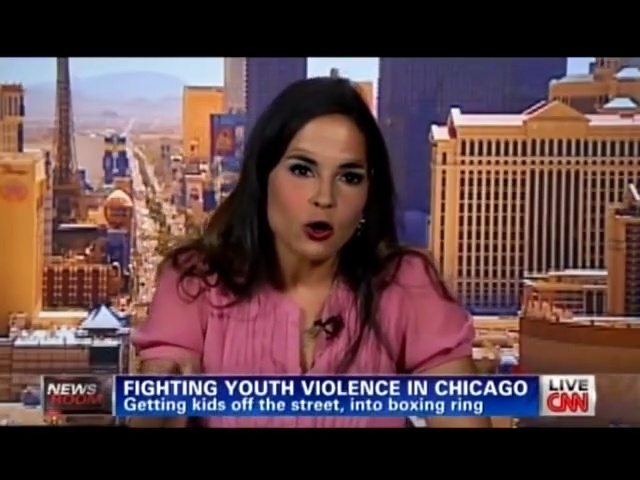 NEWS
ROOM
FIGHTING YOUTH VIOLENCE IN CHICAGO
Getting kids off the street, into boxing ring
LIVE
CNN